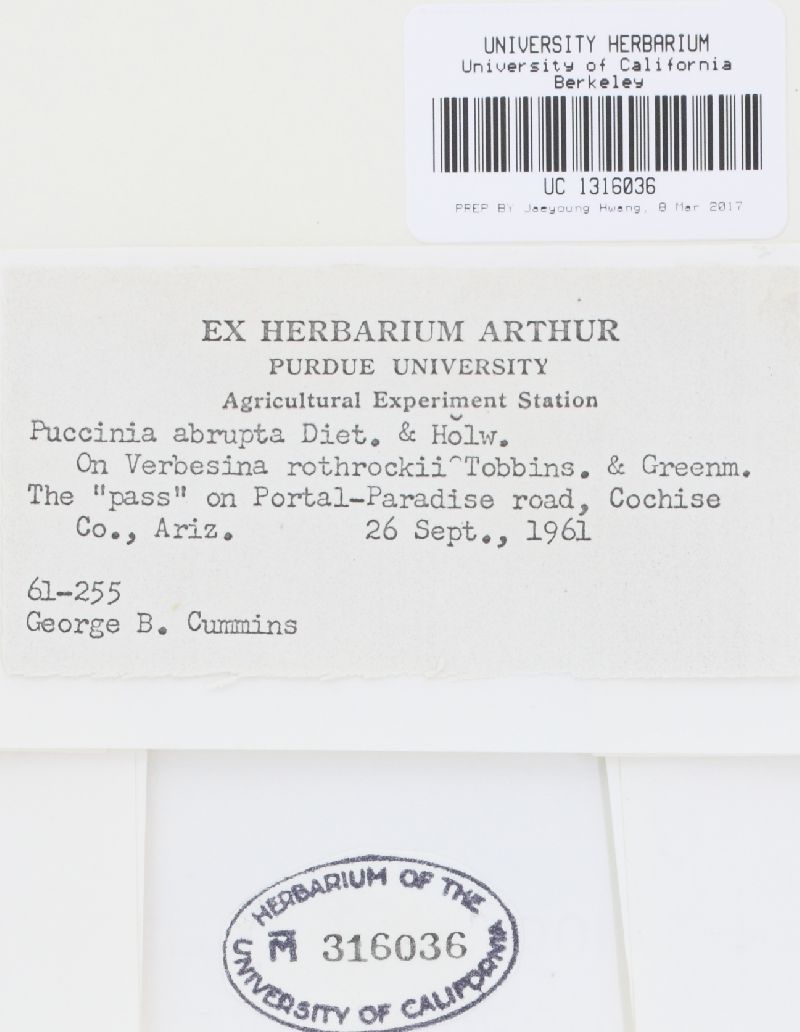 UNIVERSITY HERBARIUM
University of California
Berkeley
UC 1316036
PREP BY Jaeyoung Hwang, 8 Mar 2017
EX HERBARIUM ARTHUR
PURDUE UNIVERSITY
Agricultural Experiment Station
Puccinia abrupta Diet. & Holw.
On Verbesina rothrockii Tobbins. & Greenm.
The "pass" on Portal-Paradise road, Cochise
Co., Ariz. 26 Sept., 1961
61-255
George B. Cummins
HERBARIUM OF THE
316036
UNIVERSITY OF CALIFORNIA